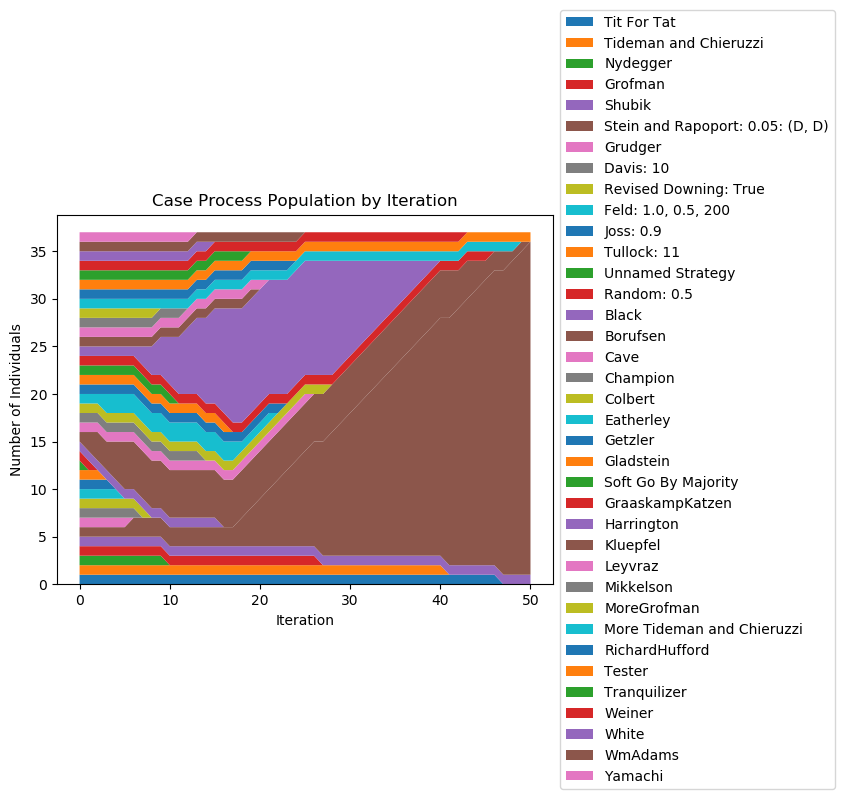 Case Process Population by Iteration
Number of Individuals
35
30
25
20
15
10
5
0
0 10 20 30 40 50
Iteration
Tit For Tat
Tideman and Chieruzzi
Nydegger
Grofman
Shubik
Stein and Rapoport: 0.05: (D, D)
Grudger
Davis: 10
Revised Downing: True
Feld: 1.0, 0.5, 200
Joss: 0.9
Tullock: 11
Unnamed Strategy
Random: 0.5
Black
Borufsen
Cave
Champion
Colbert
Eatherley
Getzler
Gladstein
Soft Go By Majority
GraaskampKatzen
Harrington
Kluepfel
Leyvraz
Mikkelson
MoreGrofman
More Tideman and Chieruzzi
RichardHufford
Tester
Tranquilizer
Weiner
White
WmAdams
Yamachi